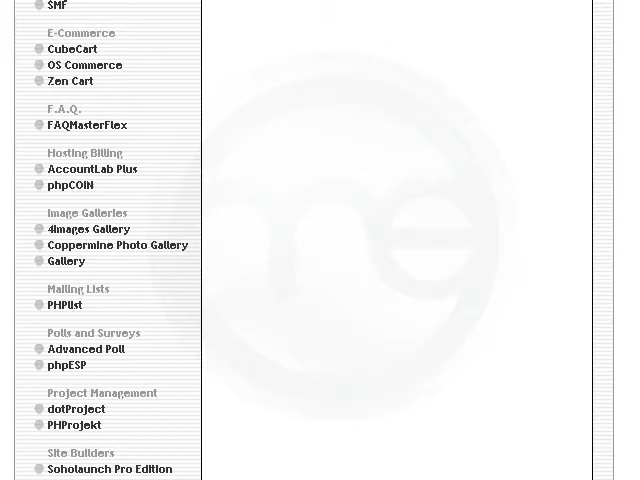 SMF
E-Commerce
CubeCart
OS Commerce
Zen Cart
F.A.Q.
FAQMasterFlex
Hosting Billing
AccountLab Plus
phpCOIN
Image Galleries
4images Gallery
Coppermine Photo Gallery
Gallery
Mailing Lists
PHPlist
Polls and Surveys
Advanced Poll
phpESP
Project Management
dotProject
PHProjekt
Site Builders
Soholaunch Pro Edition
me